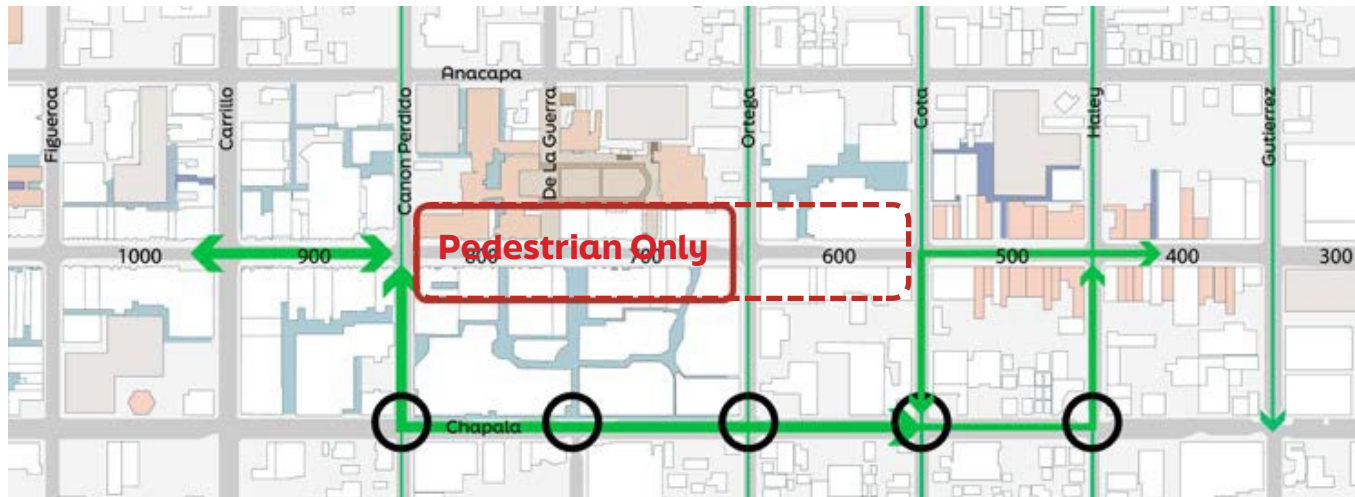 Anacapa
Figueroa
Carrillo
Canon Perdido
De La Guerra
Ortega
Cota
Haley
Gutierrez
Pedestrian Only
1000
900
800
700
600
500
400
300
Chapala